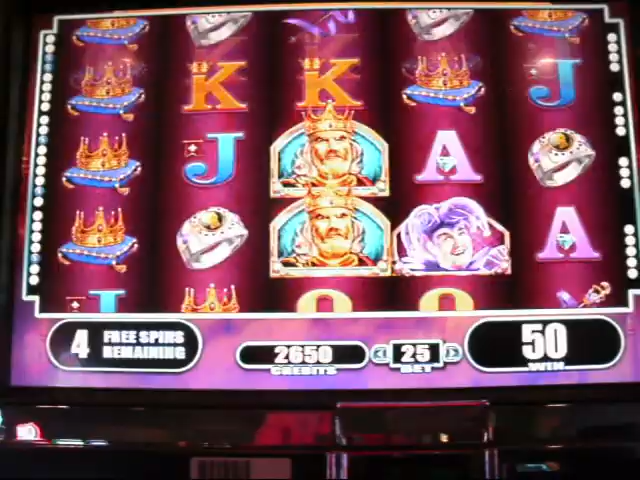 K K J
J A
A
J Q Q
4 FREE SPINS
REMAINING
2650
CREDITS
25
BET
50
WIN